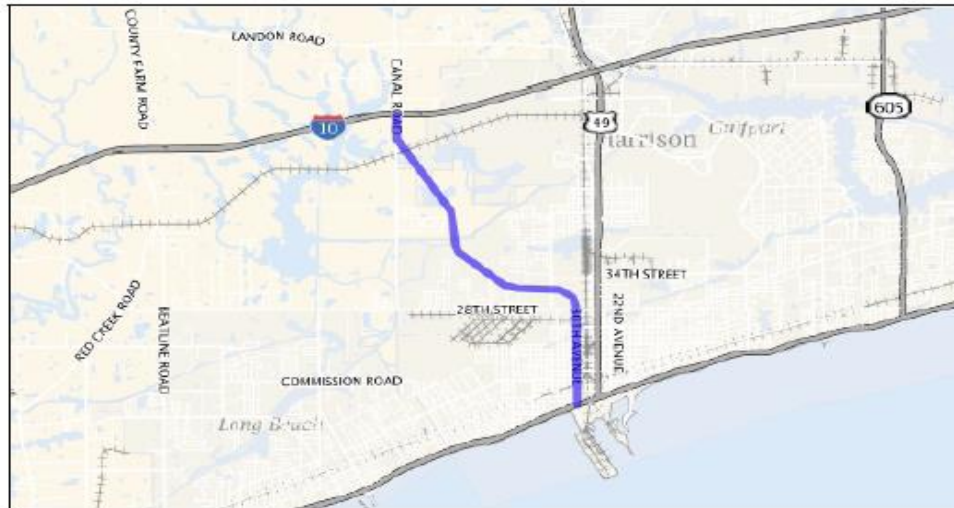 LANDON ROAD
COUNTY FARM ROAD
CANAL ROAD
10
49
605
Harrison
Gulfport
34TH STREET
28TH STREET
30TH AVENUE
22ND AVENUE
RED CREEK ROAD
BEATLINE ROAD
COMMISSION ROAD
Long Beach